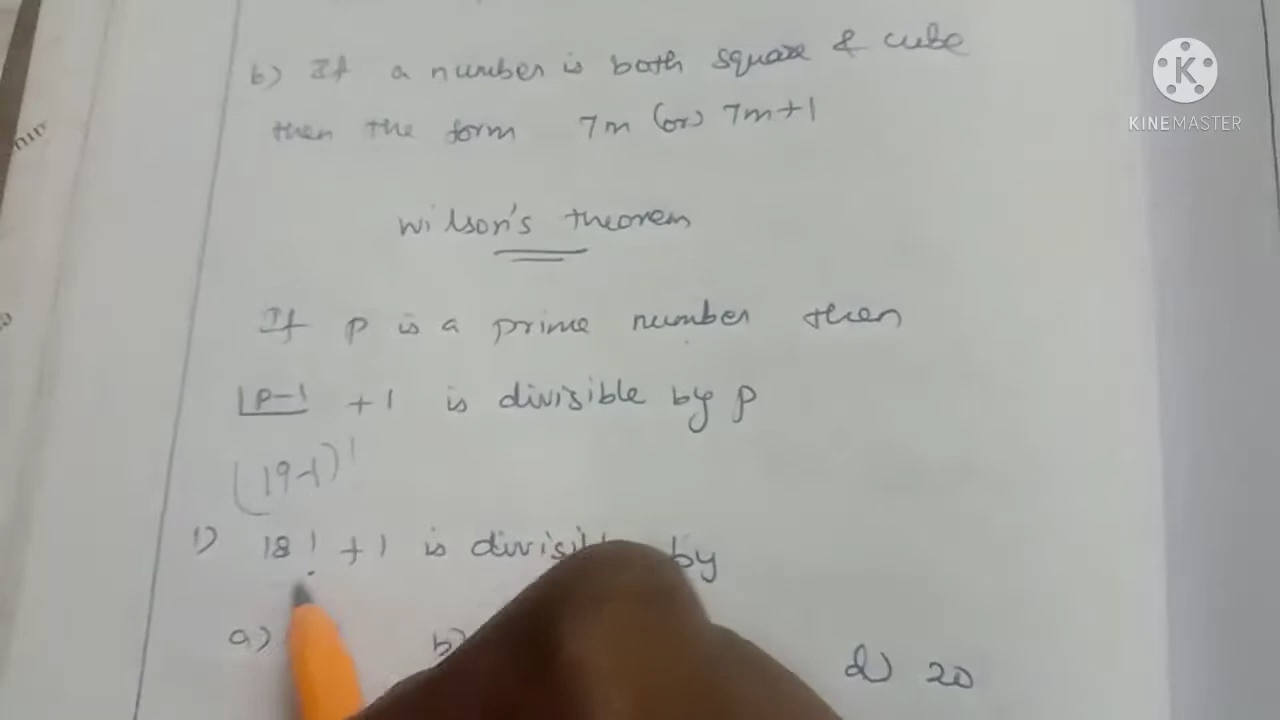 b) If a number is both square & cube
then the form 7m (or) 7m+1
Wilson's theorem
If p is a prime number then
|p-1 +1 is divisible by p
(19-1)!
1) 18! +1 is divisible by
a) b) d) 20
KINEMASTER